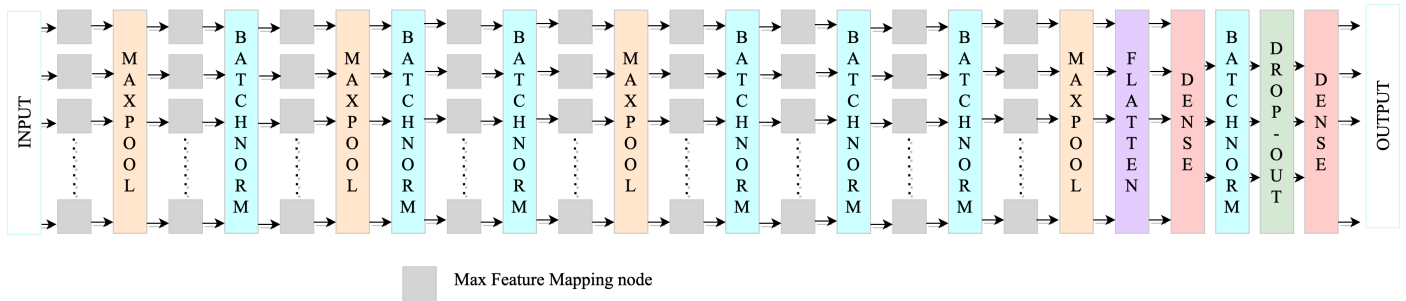 INPUT
MAXPOOL
BATCHNORM
MAXPOOL
BATCHNORM
BATCHNORM
MAXPOOL
BATCHNORM
BATCHNORM
BATCHNORM
MAXPOOL
FLATTEN
DENSE
BATCHNORM
DROP-OUT
DENSE
OUTPUT
Max Feature Mapping node